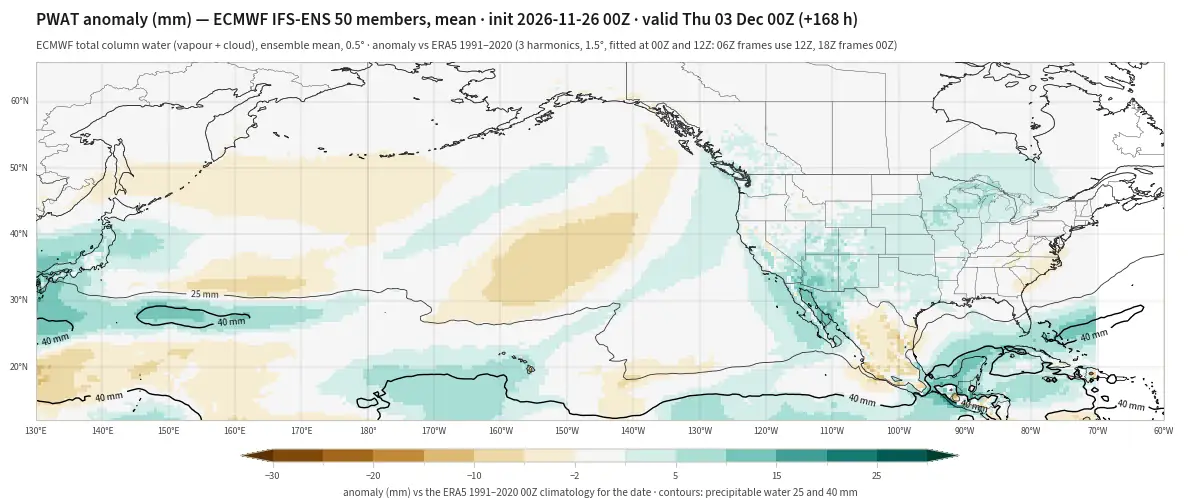 PWAT anomaly (mm) — ECMWF IFS-ENS 50 members, mean · init 2026-11-26 00Z · valid Thu 03 Dec 00Z (+168 h)
ECMWF total column water (vapour + cloud), ensemble mean, 0.5° · anomaly vs ERA5 1991–2020 (3 harmonics, 1.5°, fitted at 00Z and 12Z: 06Z frames use 12Z, 18Z frames 00Z)
60°N
50°N
40°N
30°N
20°N
25 mm
40 mm
40 mm
40 mm
40 mm
40 mm
40 mm
40 mm
130°E 140°E 150°E 160°E 170°E 180° 170°W 160°W 150°W 140°W 130°W 120°W 110°W 100°W 90°W 80°W 70°W 60°W
−30 −20 −10 −2 5 15 25
anomaly (mm) vs the ERA5 1991–2020 00Z climatology for the date · contours: precipitable water 25 and 40 mm